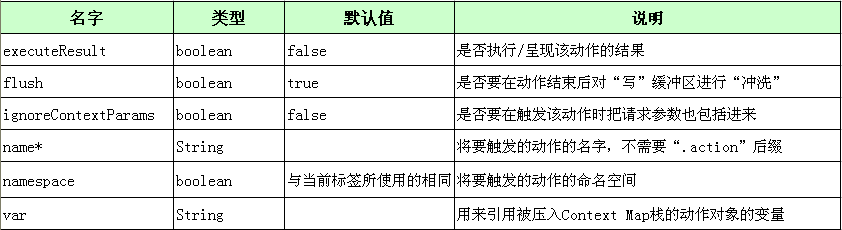 名字 类型 默认值 说明
executeResult boolean false 是否执行/呈现该动作的结果
flush boolean true 是否要在动作结束后对“写”缓冲区进行“冲洗”
ignoreContextParams boolean false 是否要在触发该动作时把请求参数也包括进来
name* String 将要触发的动作的名字，不需要“.action”后缀
namespace boolean 与当前标签所使用的相同 将要触发的动作的命名空间
var String 用来引用被压入Context Map栈的动作对象的变量